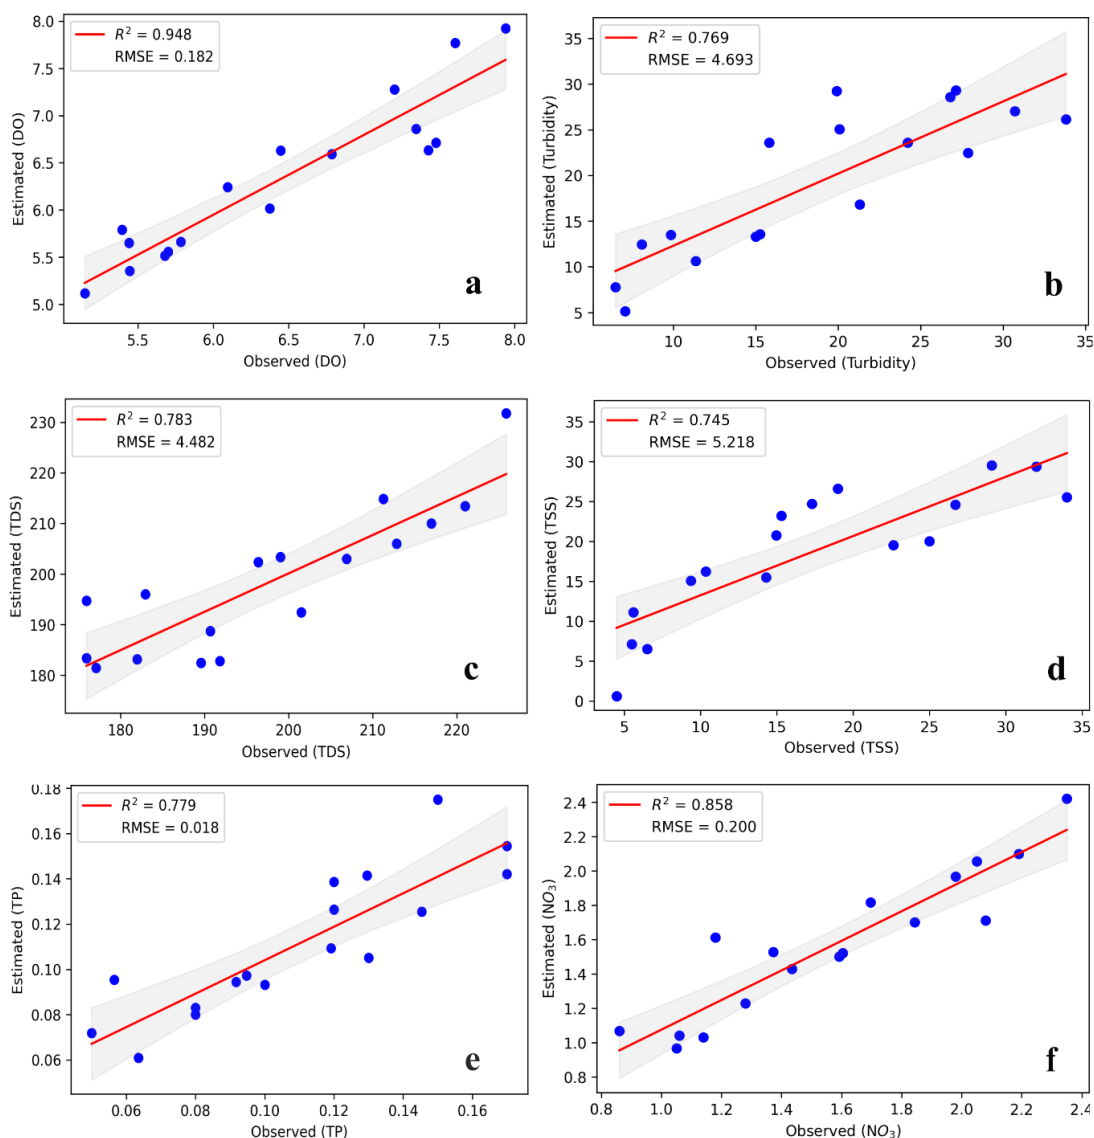 R² = 0.948
RMSE = 0.182
8.0
7.5
7.0
6.5
6.0
5.5
5.0
Estimated (DO)
a
5.5 6.0 6.5 7.0 7.5 8.0
Observed (DO)
R² = 0.769
RMSE = 4.693
35
30
25
20
15
10
5
Estimated (Turbidity)
b
10 15 20 25 30 35
Observed (Turbidity)
R² = 0.783
RMSE = 4.482
230
220
210
200
190
180
Estimated (TDS)
c
180 190 200 210 220
Observed (TDS)
R² = 0.745
RMSE = 5.218
35
30
25
20
15
10
5
0
Estimated (TSS)
d
5 10 15 20 25 30 35
Observed (TSS)
R² = 0.779
RMSE = 0.018
0.18
0.16
0.14
0.12
0.10
0.08
0.06
Estimated (TP)
e
0.06 0.08 0.10 0.12 0.14 0.16
Observed (TP)
R² = 0.858
RMSE = 0.200
2.4
2.2
2.0
1.8
1.6
1.4
1.2
1.0
0.8
Estimated (NO₃)
f
0.8 1.0 1.2 1.4 1.6 1.8 2.0 2.2 2.4
Observed (NO₃)